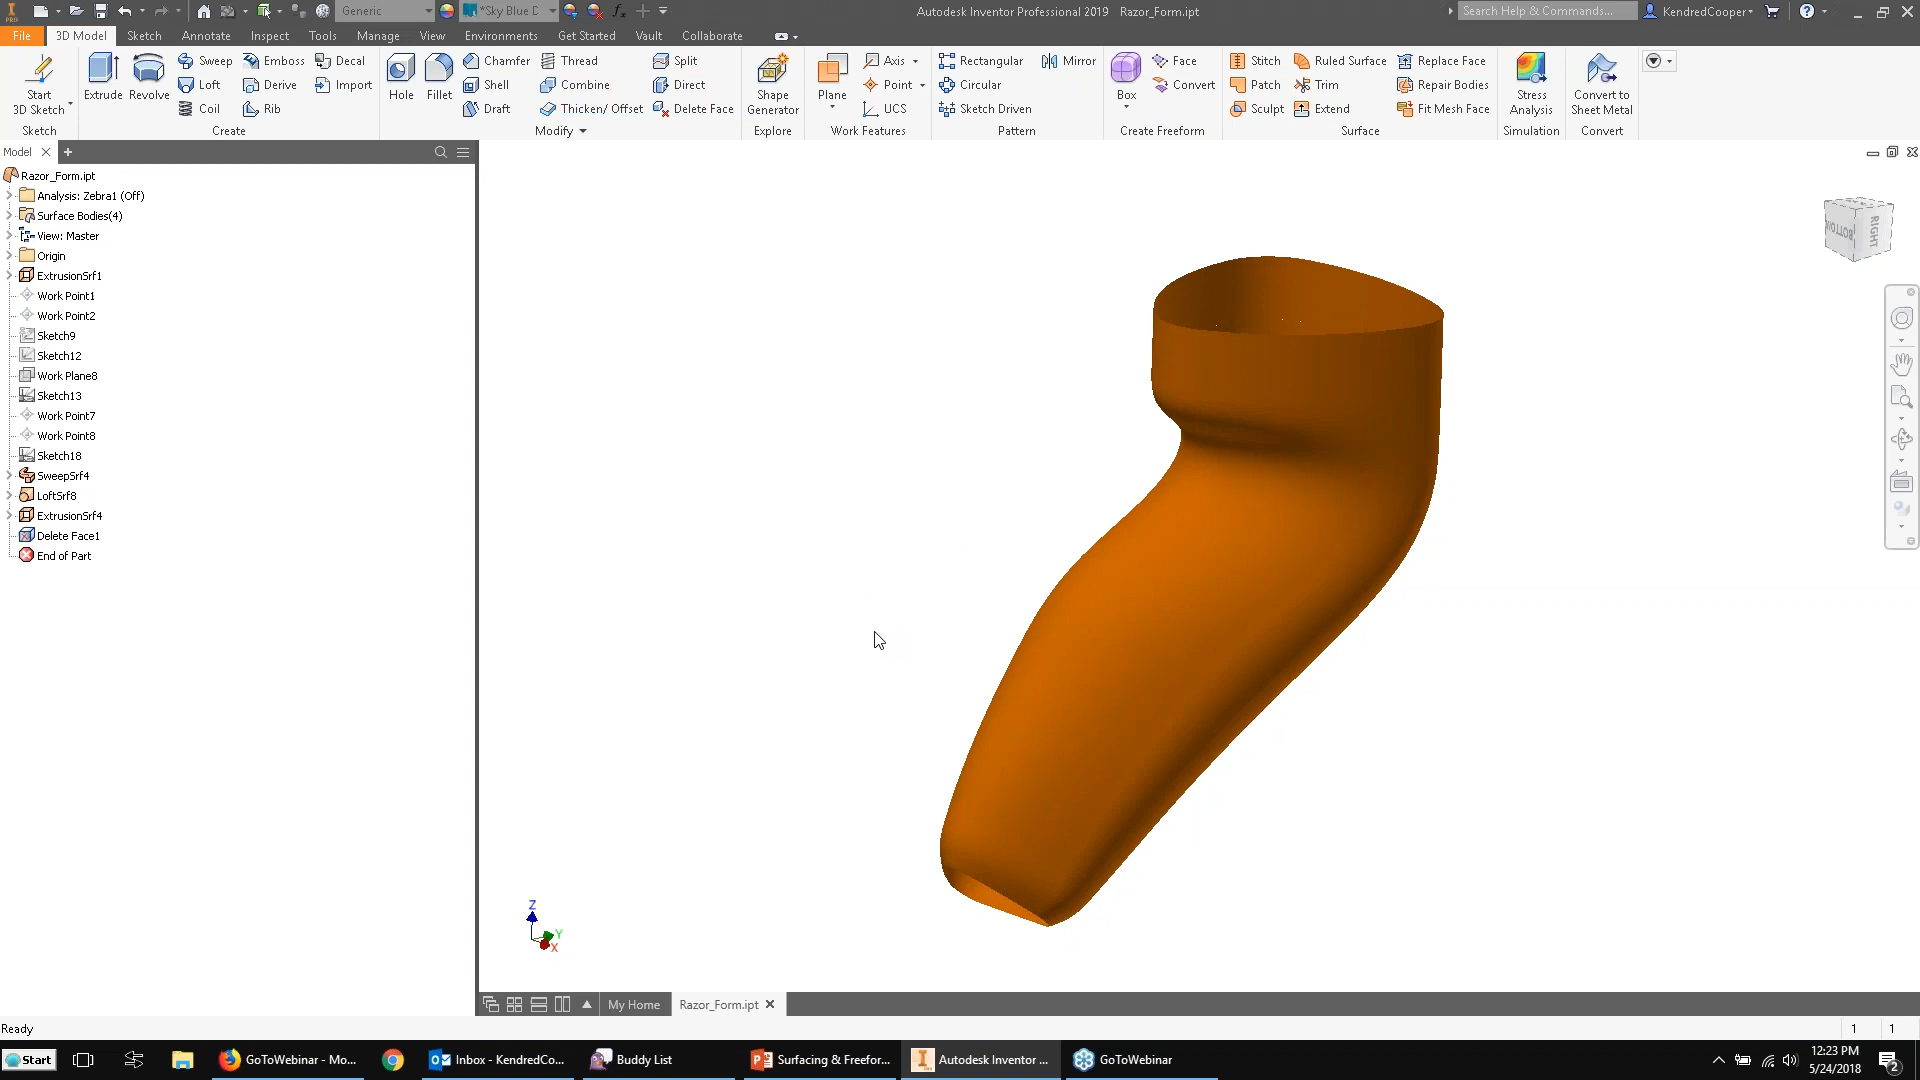 PRO
Generic
*Sky Blue D
Autodesk Inventor Professional 2019 Razor_Form.ipt
Search Help & Commands...
KendredCooper
File 3D Model Sketch Annotate Inspect Tools Manage View Environments Get Started Vault Collaborate
Start
3D Sketch
Sketch
Extrude Revolve
Sweep Emboss Decal
Loft Derive Import
Coil Rib
Create
Hole Fillet
Chamfer Thread Split
Shell Combine Direct
Draft Thicken/ Offset Delete Face
Modify
Shape
Generator
Explore
Plane
Axis
Point
UCS
Work Features
Rectangular Mirror
Circular
Sketch Driven
Pattern
Box
Face
Convert
Create Freeform
Stitch Ruled Surface Replace Face
Patch Trim Repair Bodies
Sculpt Extend Fit Mesh Face
Surface
Stress
Analysis
Simulation
Convert to
Sheet Metal
Convert
Model
Razor_Form.ipt
Analysis: Zebra1 (Off)
Surface Bodies(4)
View: Master
Origin
ExtrusionSrf1
Work Point1
Work Point2
Sketch9
Sketch12
Work Plane8
Sketch13
Work Point7
Work Point8
Sketch18
SweepSrf4
LoftSrf8
ExtrusionSrf4
Delete Face1
End of Part
BOTTOM
RIGHT
Z
Y
X
My Home Razor_Form.ipt
Ready
1 1
Start
GoToWebinar - Mo...
Inbox - KendredCo...
Buddy List
Surfacing & Freefor...
Autodesk Inventor ...
GoToWebinar
12:23 PM
5/24/2018
2